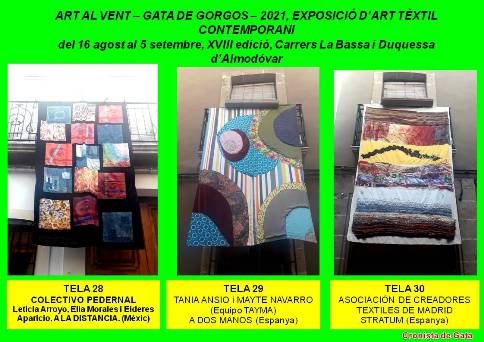 ART AL VENT – GATA DE GORGOS – 2021, EXPOSICIÓ D'ART TÈXTIL
CONTEMPORANI
del 16 agost al 5 setembre, XVIII edició, Carrers La Bassa i Duquessa
d'Almodóvar
TELA 28
COLECTIVO PEDERNAL
Leticia Arroyo, Elia Morales i Eideres
Aparicio, A LA DISTANCIA. (Mèxic)
TELA 29
TANIA ANSIO i MAYTE NAVARRO
(Equipo TAYMA)
A DOS MANOS (Espanya)
TELA 30
ASOCIACIÓN DE CREADORES
TEXTILES DE MADRID
STRATUM (Espanya)
Cronista de Gata